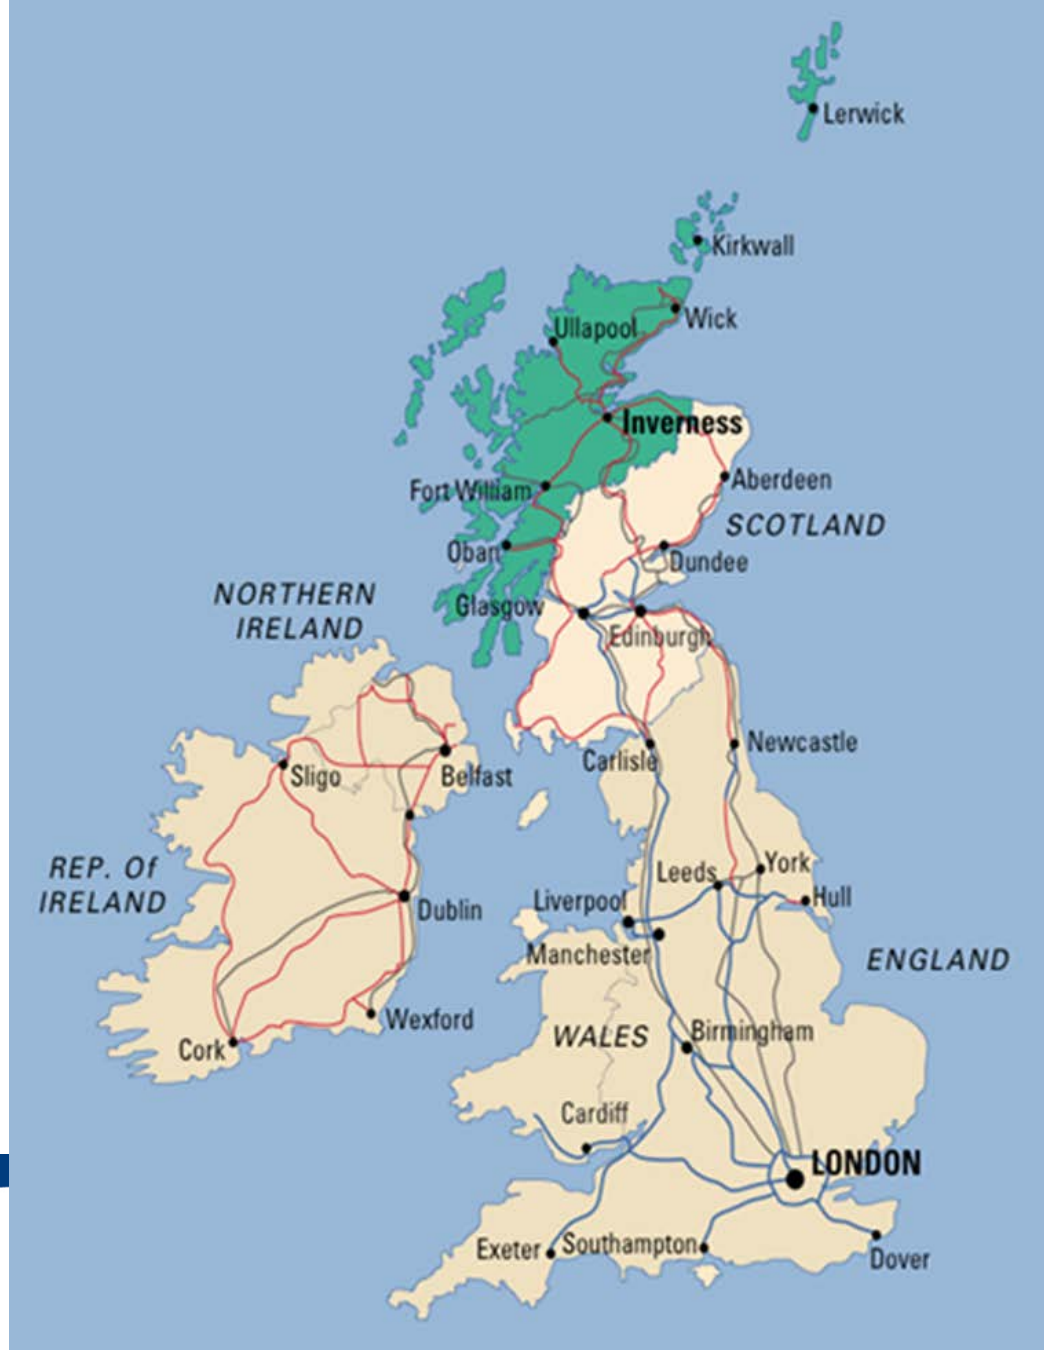 Lerwick
Kirkwall
Wick
Ullapool
Inverness
Aberdeen
Fort William
SCOTLAND
Oban
Dundee
NORTHERN
IRELAND
Glasgow
Edinburgh
Newcastle
Carlisle
Sligo
Belfast
REP. Of
IRELAND
York
Leeds
Hull
Liverpool
Dublin
Manchester
ENGLAND
Wexford
WALES
Birmingham
Cork
Cardiff
LONDON
Exeter
Southampton
Dover